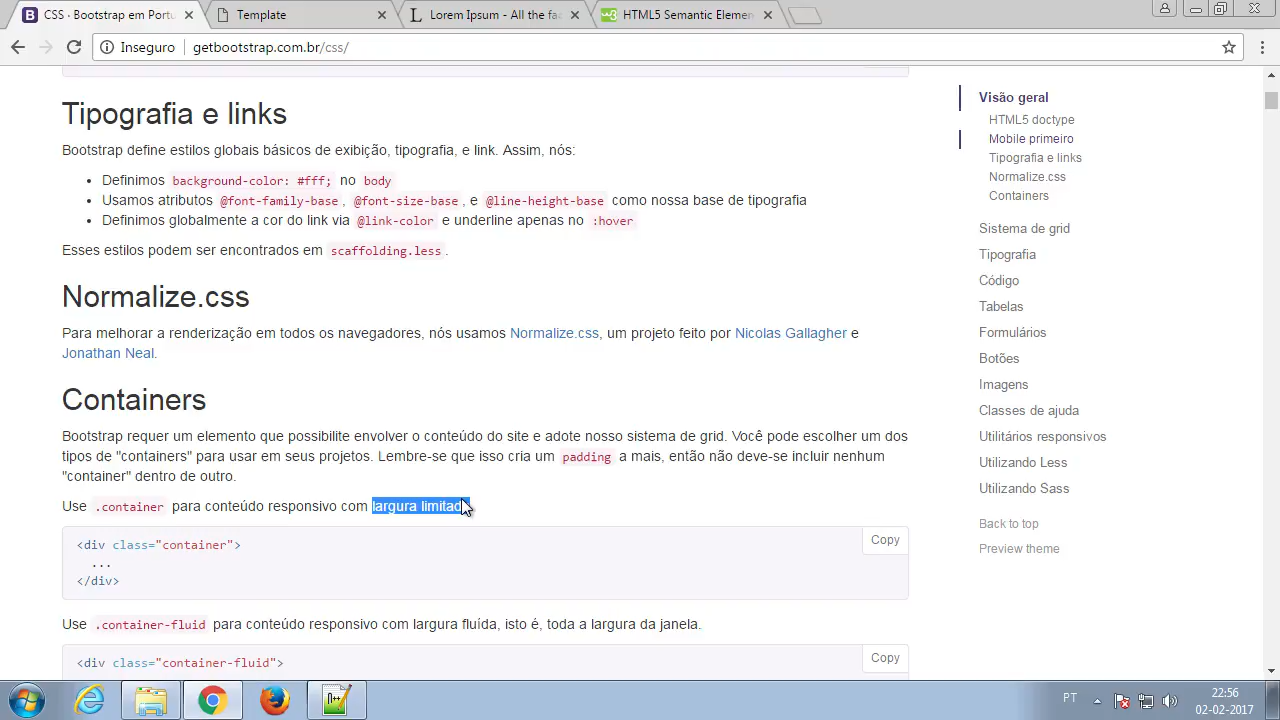 CSS - Bootstrap em Portu
Template
Lorem Ipsum - All the fa
HTML5 Semantic Elemen
Inseguro
getbootstrap.com.br/css/
Tipografia e links
Bootstrap define estilos globais básicos de exibição, tipografia, e link. Assim, nós:
Definimos background-color: #fff; no body
Usamos atributos @font-family-base, @font-size-base, e @line-height-base como nossa base de tipografia
Definimos globalmente a cor do link via @link-color e underline apenas no :hover
Esses estilos podem ser encontrados em scaffolding.less.
Normalize.css
Para melhorar a renderização em todos os navegadores, nós usamos Normalize.css, um projeto feito por Nicolas Gallagher e
Jonathan Neal.
Containers
Bootstrap requer um elemento que possibilite envolver o conteúdo do site e adote nosso sistema de grid. Você pode escolher um dos
tipos de "containers" para usar em seus projetos. Lembre-se que isso cria um padding a mais, então não deve-se incluir nenhum
"container" dentro de outro.
Use .container para conteúdo responsivo com largura limitad
Copy
<div class="container">
...
</div>
Use .container-fluid para conteúdo responsivo com largura fluída, isto é, toda a largura da janela.
Copy
<div class="container-fluid">
Visão geral
HTML5 doctype
Mobile primeiro
Tipografia e links
Normalize.css
Containers
Sistema de grid
Tipografia
Código
Tabelas
Formulários
Botões
Imagens
Classes de ajuda
Utilitários responsivos
Utilizando Less
Utilizando Sass
Back to top
Preview theme
PT
22:56
02-02-2017